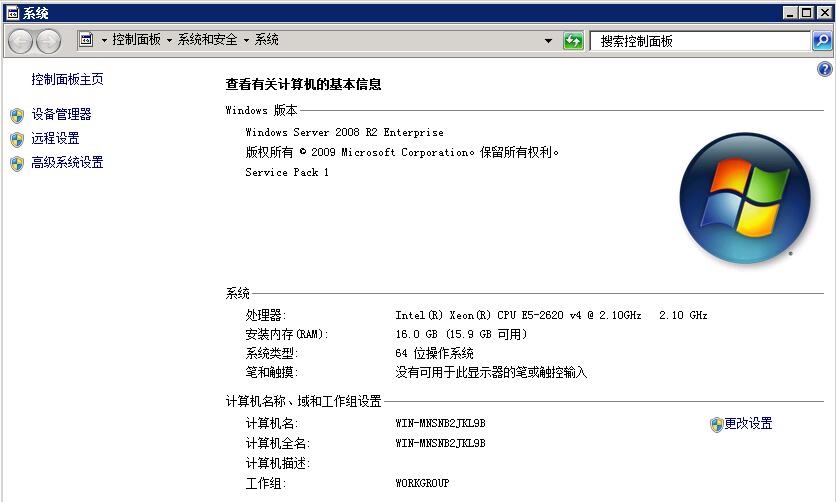 系统
控制面板 系统和安全 系统
搜索控制面板
控制面板主页
设备管理器
远程设置
高级系统设置
查看有关计算机的基本信息
Windows 版本
Windows Server 2008 R2 Enterprise
版权所有 © 2009 Microsoft Corporation。保留所有权利。
Service Pack 1
系统
处理器: Intel(R) Xeon(R) CPU E5-2620 v4 @ 2.10GHz 2.10 GHz
安装内存(RAM): 16.0 GB (15.9 GB 可用)
系统类型: 64 位操作系统
笔和触摸: 没有可用于此显示器的笔或触控输入
计算机名称、域和工作组设置
计算机名: WIN-MNSNB2JKL9B 更改设置
计算机全名: WIN-MNSNB2JKL9B
计算机描述:
工作组: WORKGROUP